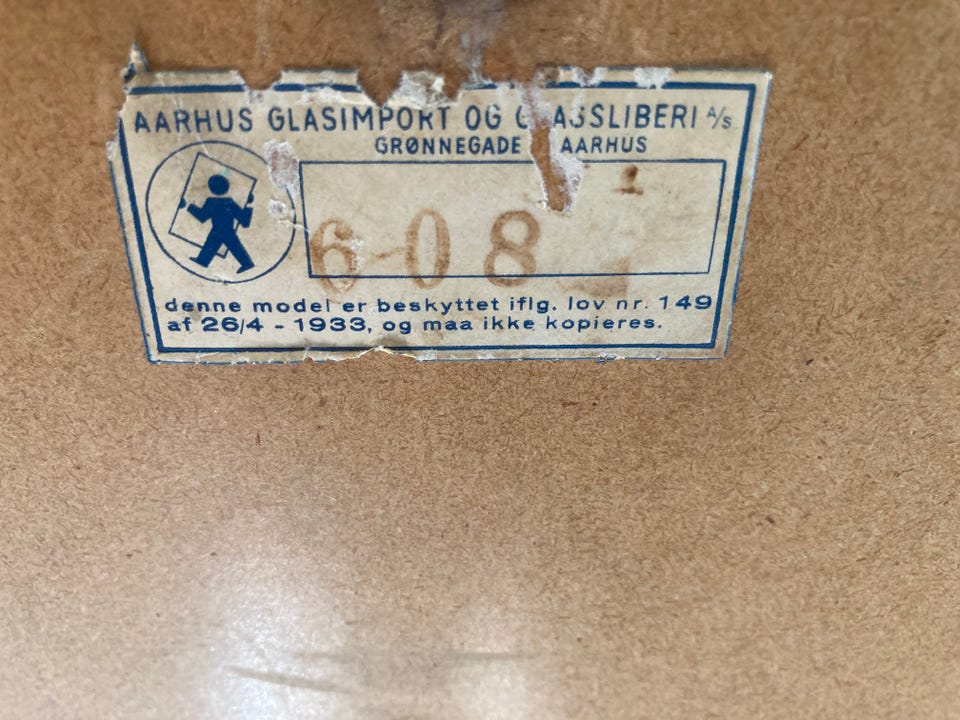 AARHUS GLASIMPORT OG G ASSLIBERI A/S
GRØNNEGADE AARHUS
6-08
denne model er beskyttet iflg. lov nr. 149
af 26/4 - 1933, og maa ikke kopieres.